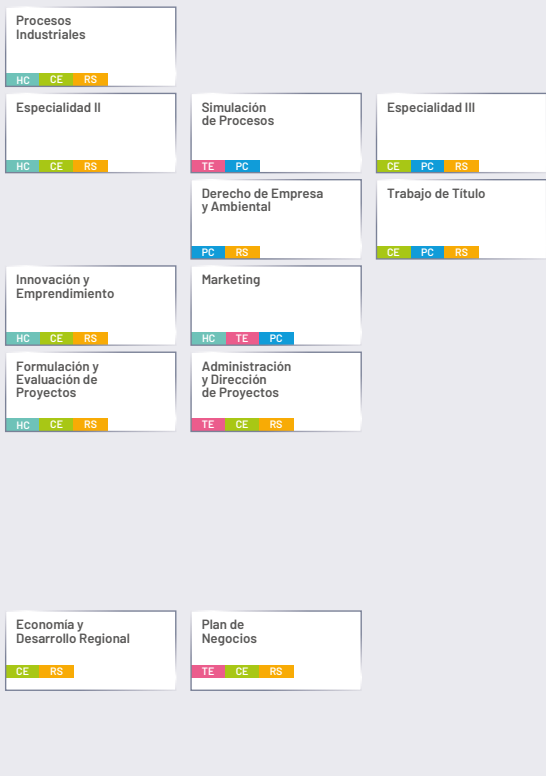 Procesos
Industriales
HC CE RS
Especialidad II
HC CE RS
Simulación
de Procesos
TE PC
Especialidad III
CE PC RS
Derecho de Empresa
y Ambiental
PC RS
Trabajo de Título
CE PC RS
Innovación y
Emprendimiento
HC CE RS
Marketing
HC TE PC
Formulación y
Evaluación de
Proyectos
HC CE RS
Administración
y Dirección
de Proyectos
TE CE RS
Economía y
Desarrollo Regional
CE RS
Plan de
Negocios
TE CE RS